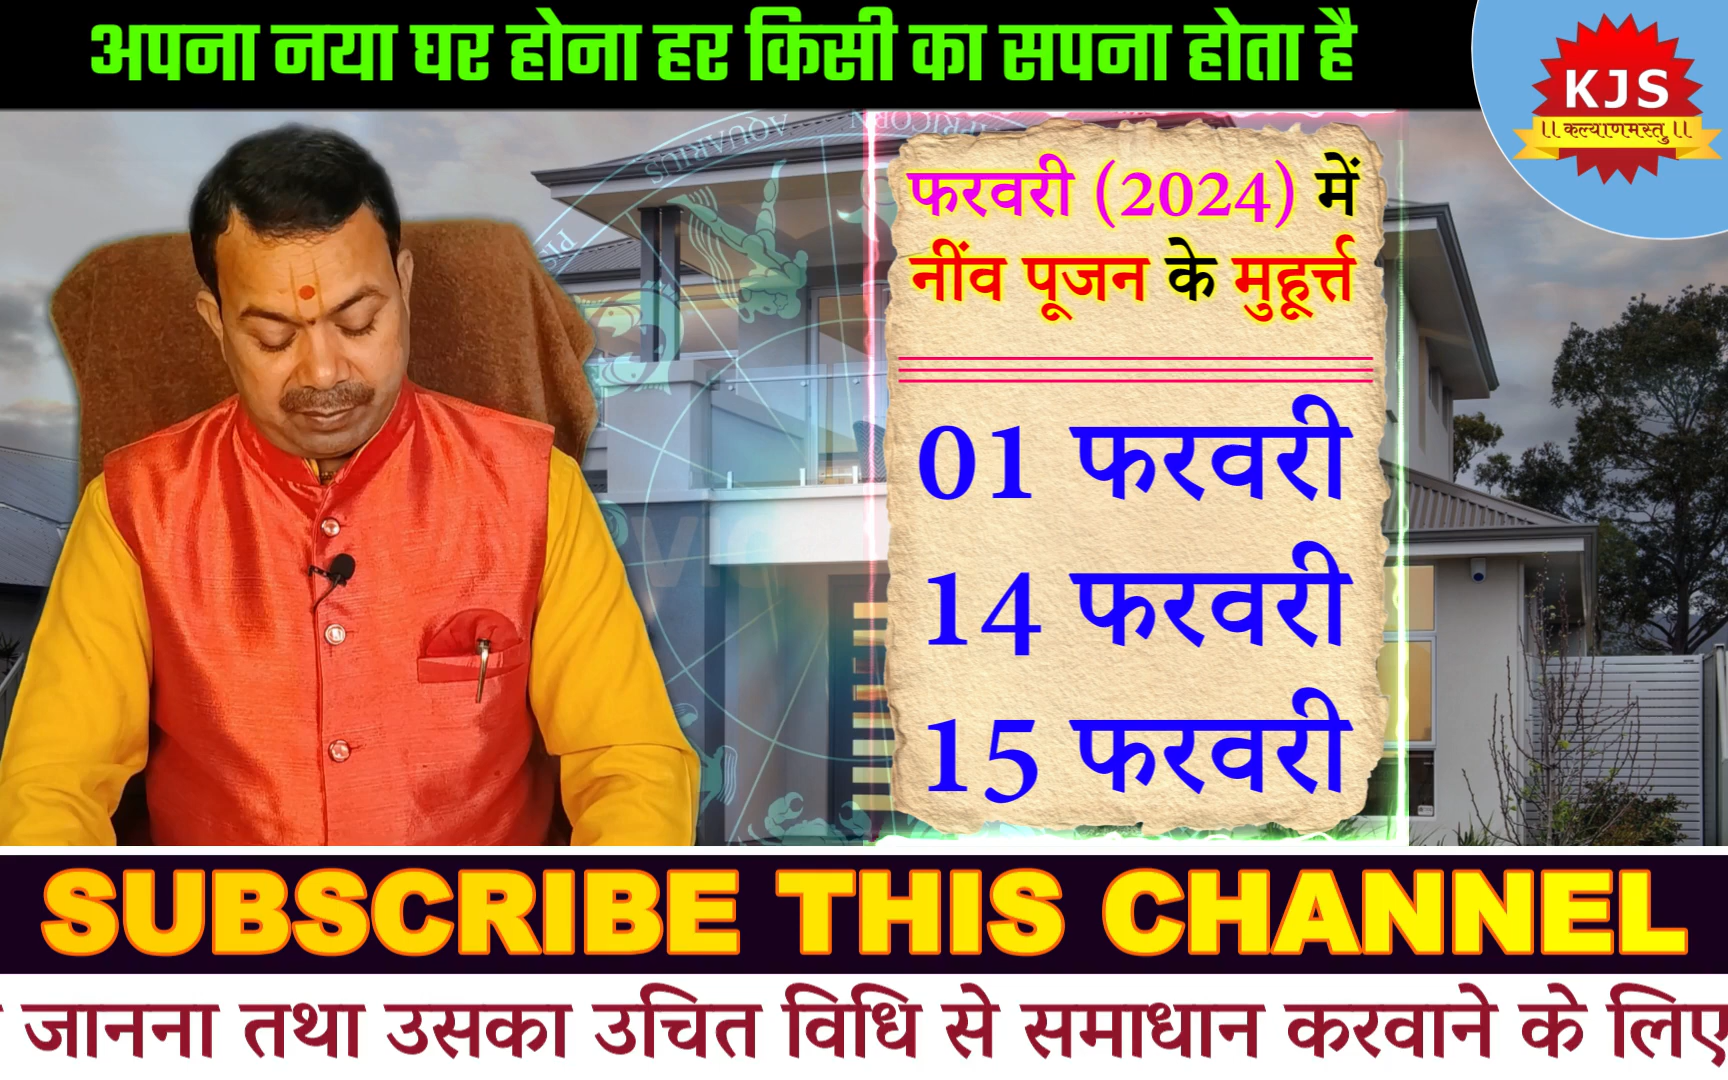 अपना नया घर होना हर किसी का सपना होता है
KJS
।। कल्याणमस्तु ।।
AQUARIUS
फरवरी (2024) में
नींव पूजन के मुहूर्त्त
01 फरवरी
14 फरवरी
15 फरवरी
SUBSCRIBE THIS CHANNEL
जानना तथा उसका उचित विधि से समाधान करवाने के लिए